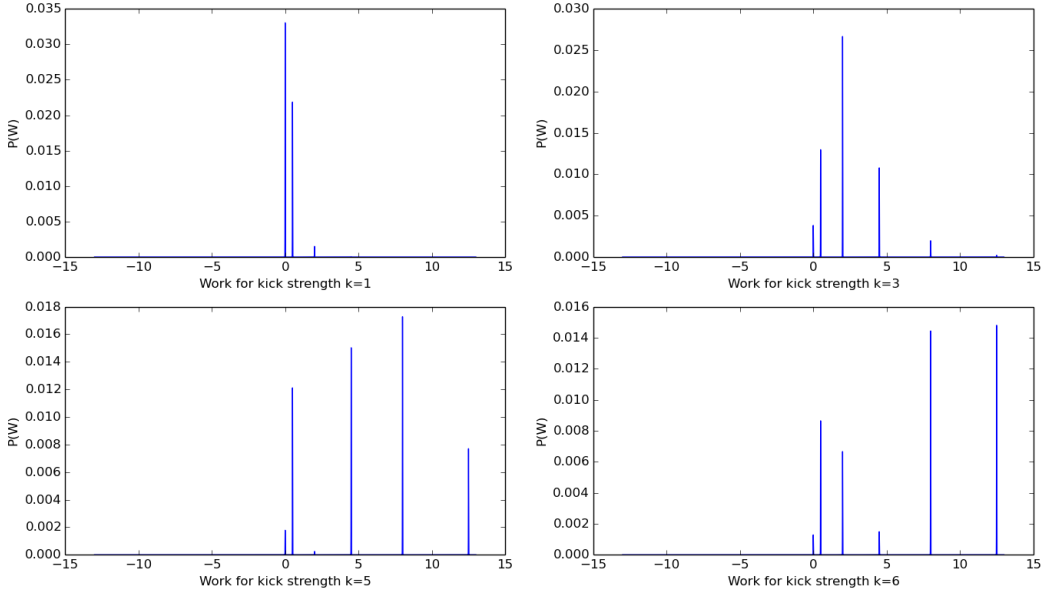 0.035
0.030
0.025
0.020
0.015
0.010
0.005
0.000
P(W)
−15 −10 −5 0 5 10 15
Work for kick strength k=1
0.030
0.025
0.020
0.015
0.010
0.005
0.000
P(W)
−15 −10 −5 0 5 10 15
Work for kick strength k=3
0.018
0.016
0.014
0.012
0.010
0.008
0.006
0.004
0.002
0.000
P(W)
−15 −10 −5 0 5 10 15
Work for kick strength k=5
0.016
0.014
0.012
0.010
0.008
0.006
0.004
0.002
0.000
P(W)
−15 −10 −5 0 5 10 15
Work for kick strength k=6